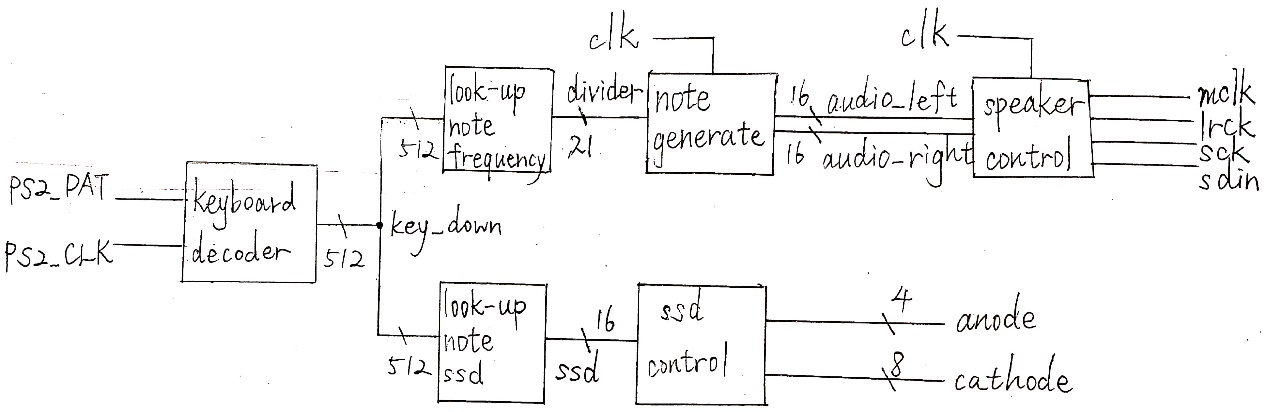 clk
clk
look-up
note
frequency
512
divider
21
note
generate
16 audio_left
16 audio-right
speaker
control
mclk
lrck
sck
sdin
PS2_DAT
PS2_CLK
keyboard
decoder
512
key_down
look-up
note
ssd
512
16
ssd
ssd
control
4
anode
8
cathode